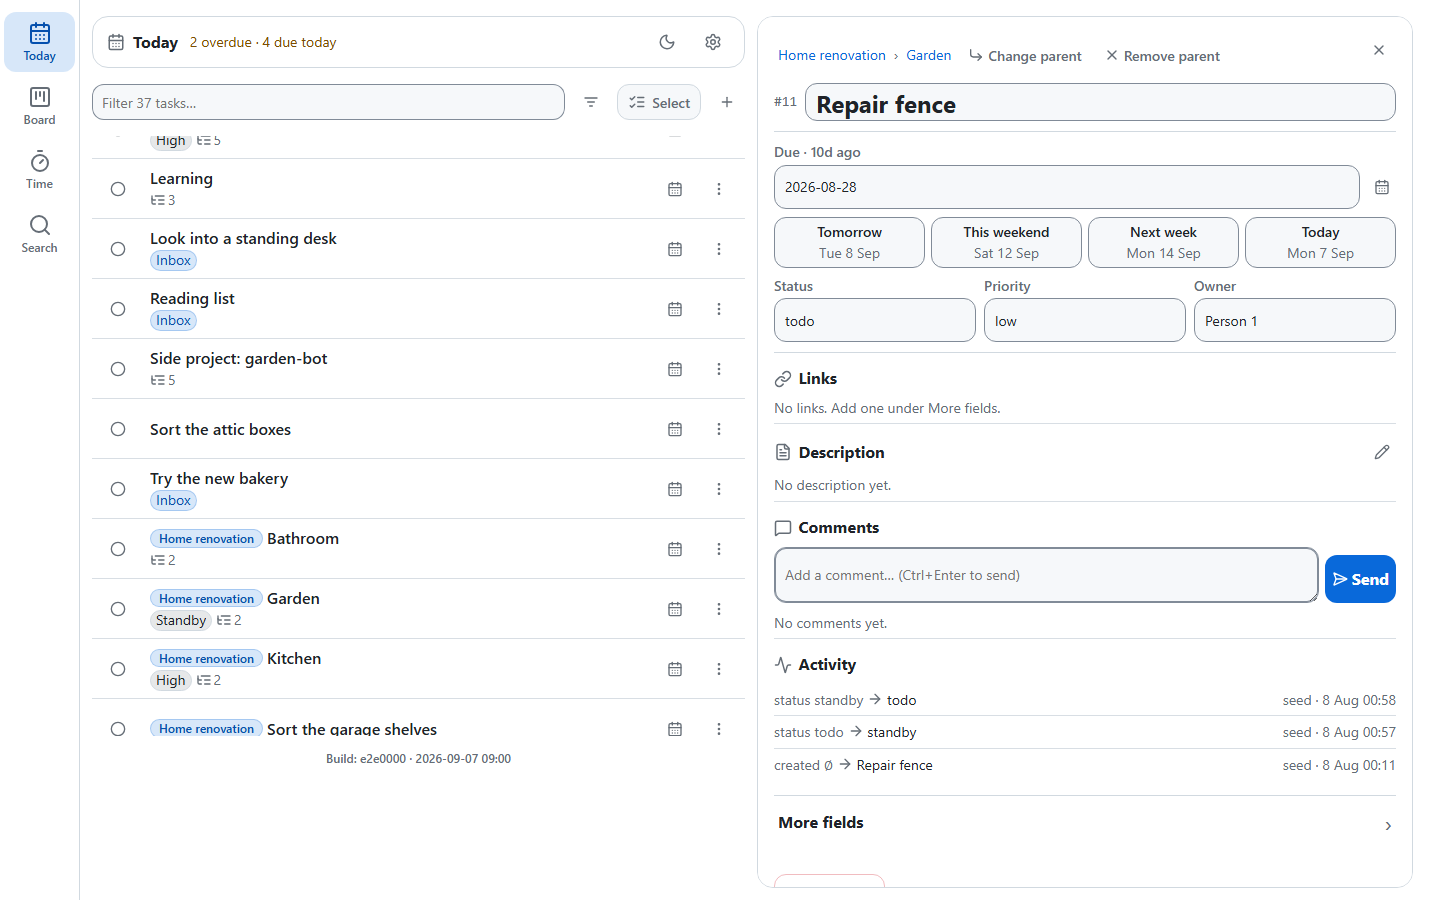 Today
Board
Time
Search
Today 2 overdue · 4 due today
Filter 37 tasks...
Select
High 5
Learning
3
Look into a standing desk
Inbox
Reading list
Inbox
Side project: garden-bot
5
Sort the attic boxes
Try the new bakery
Inbox
Home renovation Bathroom
2
Home renovation Garden
Standby 2
Home renovation Kitchen
High 2
Home renovation Sort the garage shelves
Build: e2e0000 · 2026-09-07 09:00
Home renovation › Garden Change parent Remove parent
#11 Repair fence
Due · 10d ago
2026-08-28
Tomorrow
Tue 8 Sep
This weekend
Sat 12 Sep
Next week
Mon 14 Sep
Today
Mon 7 Sep
Status
todo
Priority
low
Owner
Person 1
Links
No links. Add one under More fields.
Description
No description yet.
Comments
Add a comment... (Ctrl+Enter to send)
Send
No comments yet.
Activity
status standby → todo seed · 8 Aug 00:58
status todo → standby seed · 8 Aug 00:57
created Ø → Repair fence seed · 8 Aug 00:11
More fields